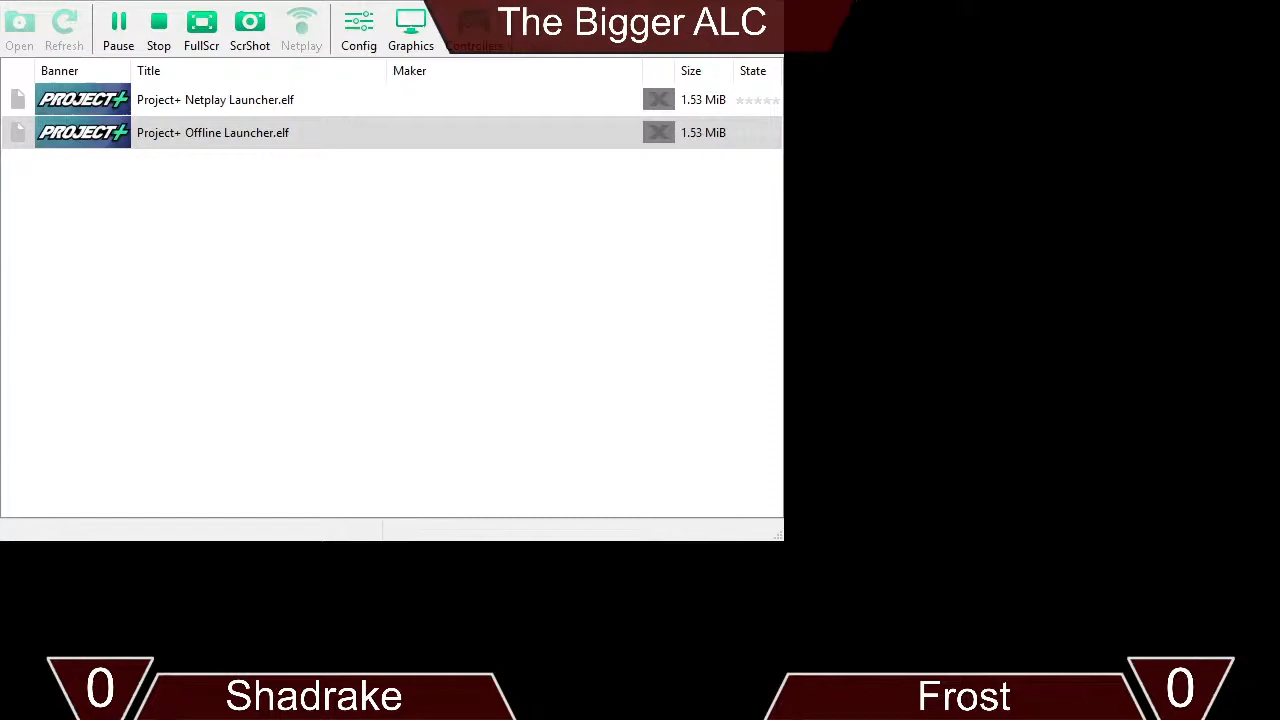 The Bigger ALC
Open Refresh Pause Stop FullScr ScrShot Netplay Config Graphics Controllers
Banner Title Maker Size State
PROJECT+ Project+ Netplay Launcher.elf 1.53 MiB
PROJECT+ Project+ Offline Launcher.elf 1.53 MiB
0 Shadrake Frost 0